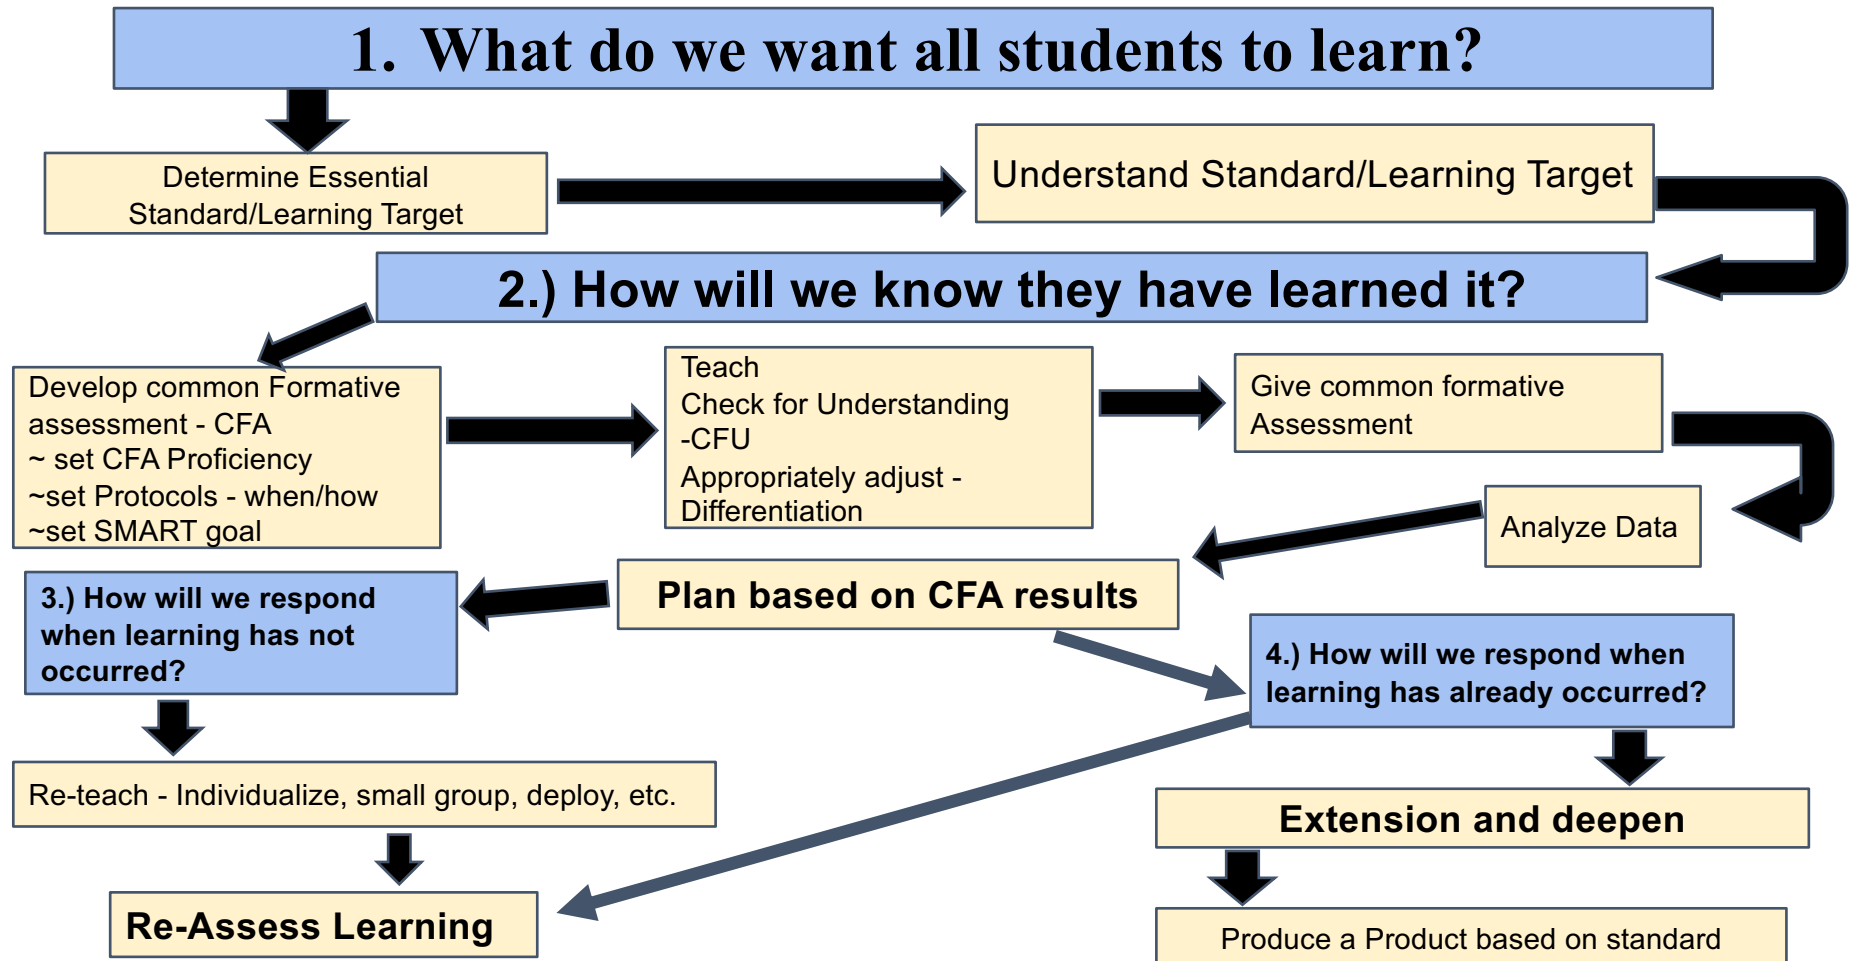 1. What do we want all students to learn?
Determine Essential
Standard/Learning Target
Understand Standard/Learning Target
2.) How will we know they have learned it?
Develop common Formative
assessment - CFA
~ set CFA Proficiency
~set Protocols - when/how
~set SMART goal
Teach
Check for Understanding
-CFU
Appropriately adjust -
Differentiation
Give common formative
Assessment
Analyze Data
Plan based on CFA results
3.) How will we respond
when learning has not
occurred?
4.) How will we respond when
learning has already occurred?
Re-teach - Individualize, small group, deploy, etc.
Extension and deepen
Re-Assess Learning
Produce a Product based on standard